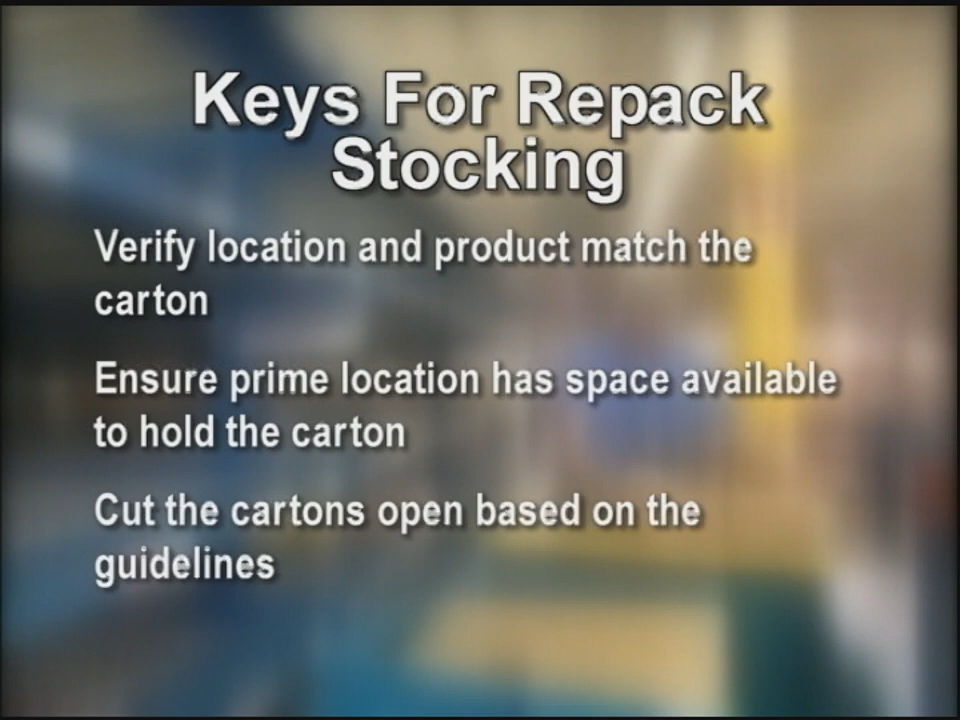 Keys For Repack
Stocking
Verify location and product match the
carton
Ensure prime location has space available
to hold the carton
Cut the cartons open based on the
guidelines